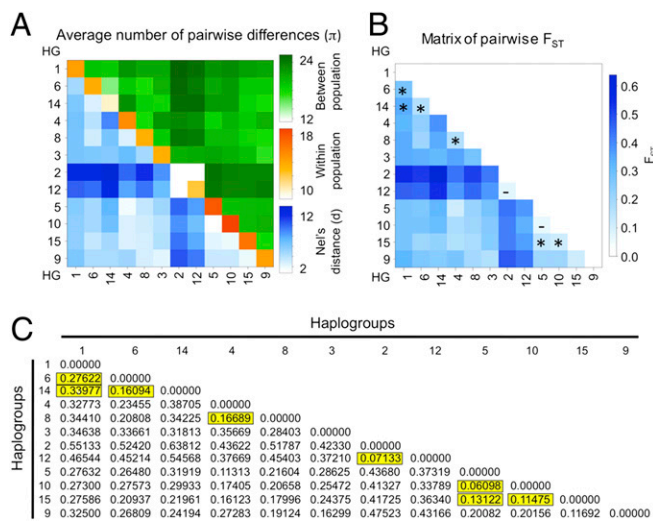 A
Average number of pairwise differences (π)
HG
1
6
14
4
8
3
2
12
5
10
15
9
HG 1 6 14 4 8 3 2 12 5 10 15 9
24
12
Between population
18
10
Within population
12
2
Nei's distance (d)
B
Matrix of pairwise FST
HG
1
6 *
14 * *
4
8 *
3
2
12 -
5
10 -
15 * *
9
HG 1 6 14 4 8 3 2 12 5 10 15 9
0.6
0.5
0.4
0.3
0.2
0.1
0.0
FST
C
Haplogroups
1 6 14 4 8 3 2 12 5 10 15 9
Haplogroups
1 0.00000
6 0.27622 0.00000
14 0.33977 0.16094 0.00000
4 0.32773 0.23455 0.38705 0.00000
8 0.34410 0.20808 0.34225 0.16689 0.00000
3 0.34638 0.33661 0.31813 0.35669 0.28403 0.00000
2 0.55133 0.52420 0.63812 0.43622 0.51787 0.42330 0.00000
12 0.46544 0.45214 0.54568 0.37669 0.45403 0.37210 0.07133 0.00000
5 0.27632 0.26480 0.31919 0.11313 0.21604 0.28625 0.43680 0.37319 0.00000
10 0.27300 0.27573 0.29933 0.17405 0.20658 0.25472 0.41327 0.33789 0.06098 0.00000
15 0.27586 0.20937 0.21961 0.16123 0.17996 0.24375 0.41725 0.36340 0.13122 0.11475 0.00000
9 0.32500 0.26809 0.24194 0.27283 0.19124 0.16299 0.47523 0.43166 0.20082 0.20156 0.11692 0.00000